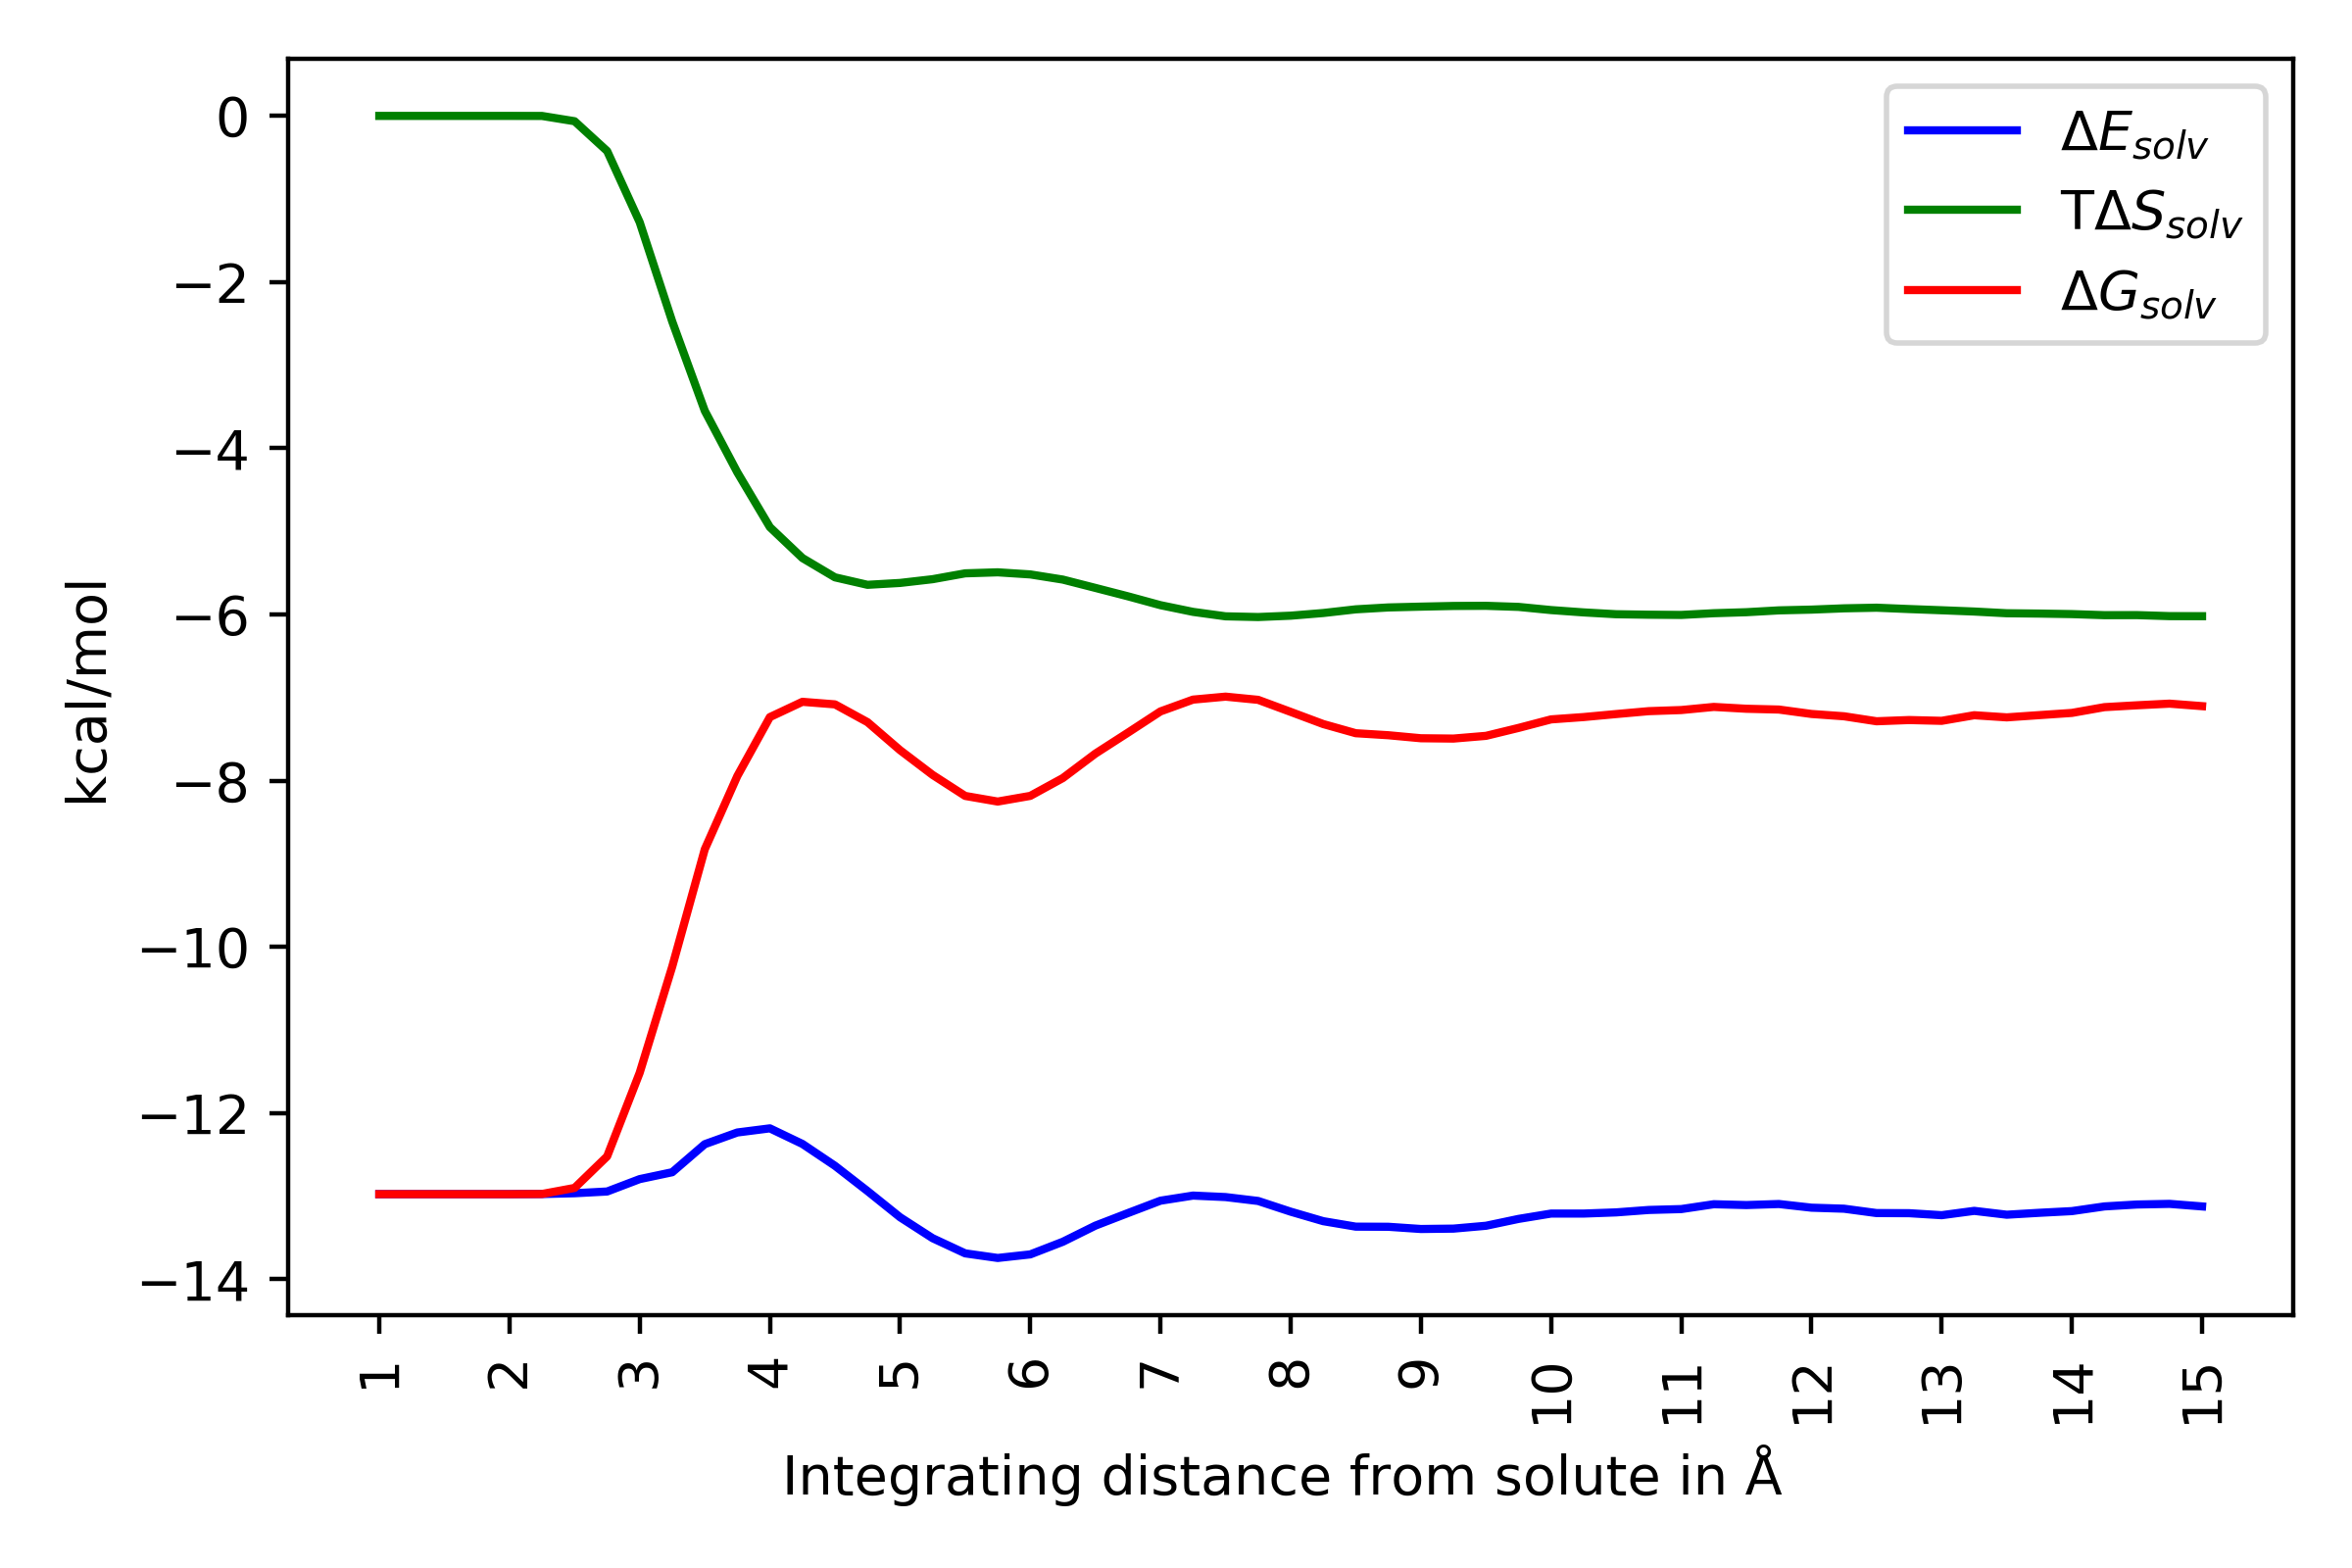 0
−2
−4
−6
−8
−10
−12
−14
kcal/mol
ΔE_solv
TΔS_solv
ΔG_solv
1 2 3 4 5 6 7 8 9 10 11 12 13 14 15
Integrating distance from solute in Å